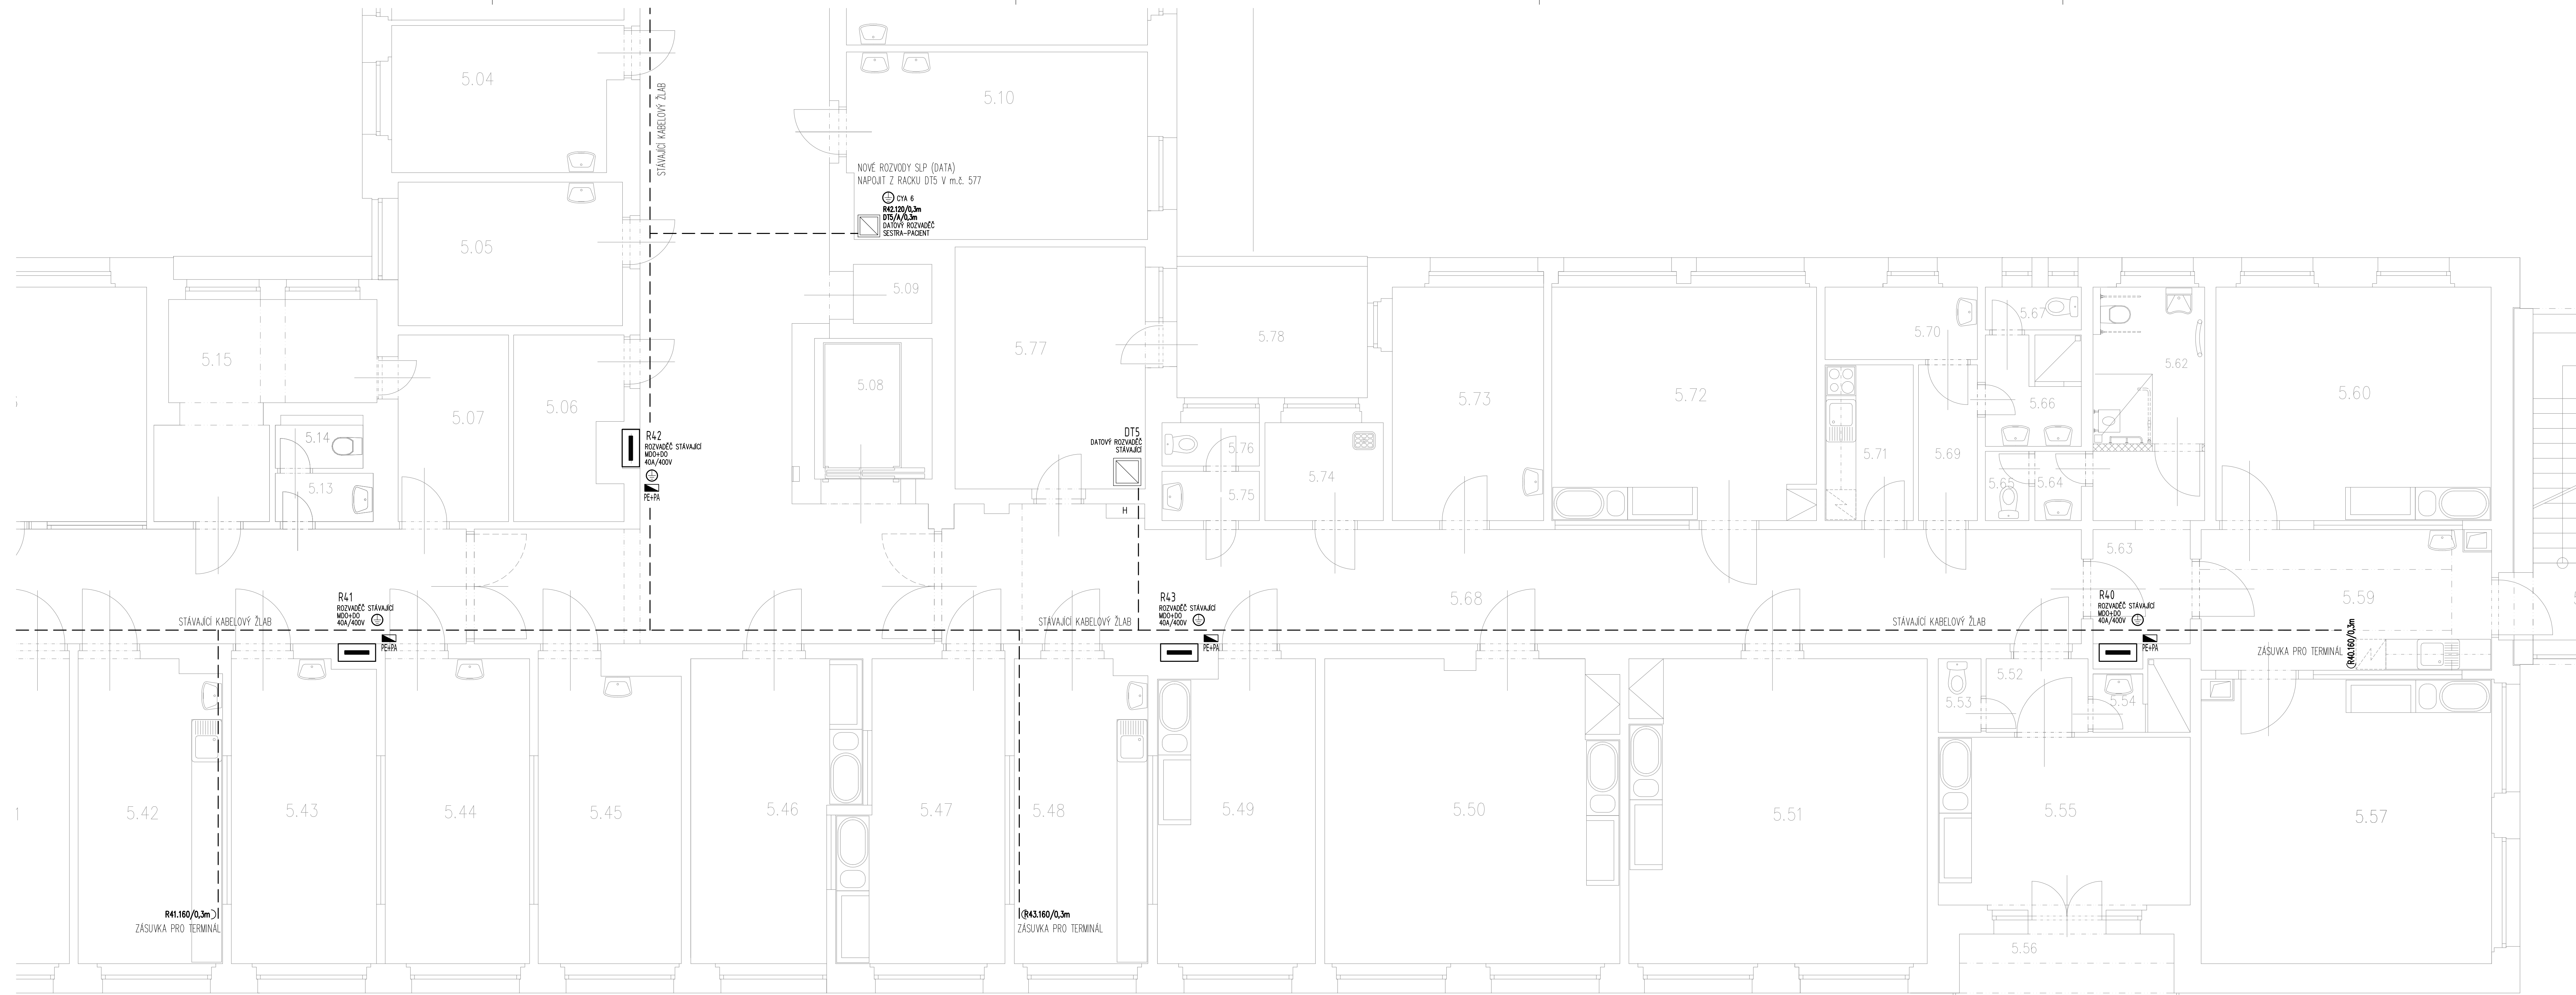 5.04
STÁVAJÍCÍ KABELOVÝ ŽLAB
5.10
NOVÉ ROZVODY SLP (DATA)
NAPOJIT Z RACKU DT5 V m.č. 577
CYA 6
R42.120/0,3m
DT5/A/0,3m
DATOVÝ ROZVADĚČ
SESTRA-PACIENT
5.05
5.09
5.15
5.07
5.06
5.08
5.77
5.78
5.73
5.72
5.70
5.67
5.62
5.60
5.66
5.14
5.13
R42
ROZVADĚČ STÁVAJÍCÍ
MDO+DO
40A/400V
PE+PA
DT5
DATOVÝ ROZVADĚČ
STÁVAJÍCÍ
H
5.76
5.75
5.74
5.71
5.69
5.65
5.64
5.63
5.68
5.59
R41
ROZVADĚČ STÁVAJÍCÍ
MDO+DO
40A/400V
PE+PA
STÁVAJÍCÍ KABELOVÝ ŽLAB
STÁVAJÍCÍ KABELOVÝ ŽLAB
R43
ROZVADĚČ STÁVAJÍCÍ
MDO+DO
40A/400V
PE+PA
STÁVAJÍCÍ KABELOVÝ ŽLAB
R40
ROZVADĚČ STÁVAJÍCÍ
MDO+DO
40A/400V
PE+PA
ZÁSUVKA PRO TERMINÁL
R40.160/0,3m
5.52
5.53
5.54
1
5.42
5.43
5.44
5.45
5.46
5.47
5.48
5.49
5.50
5.51
5.55
5.57
R41.160/0,3m
ZÁSUVKA PRO TERMINÁL
R43.160/0,3m
ZÁSUVKA PRO TERMINÁL
5.56